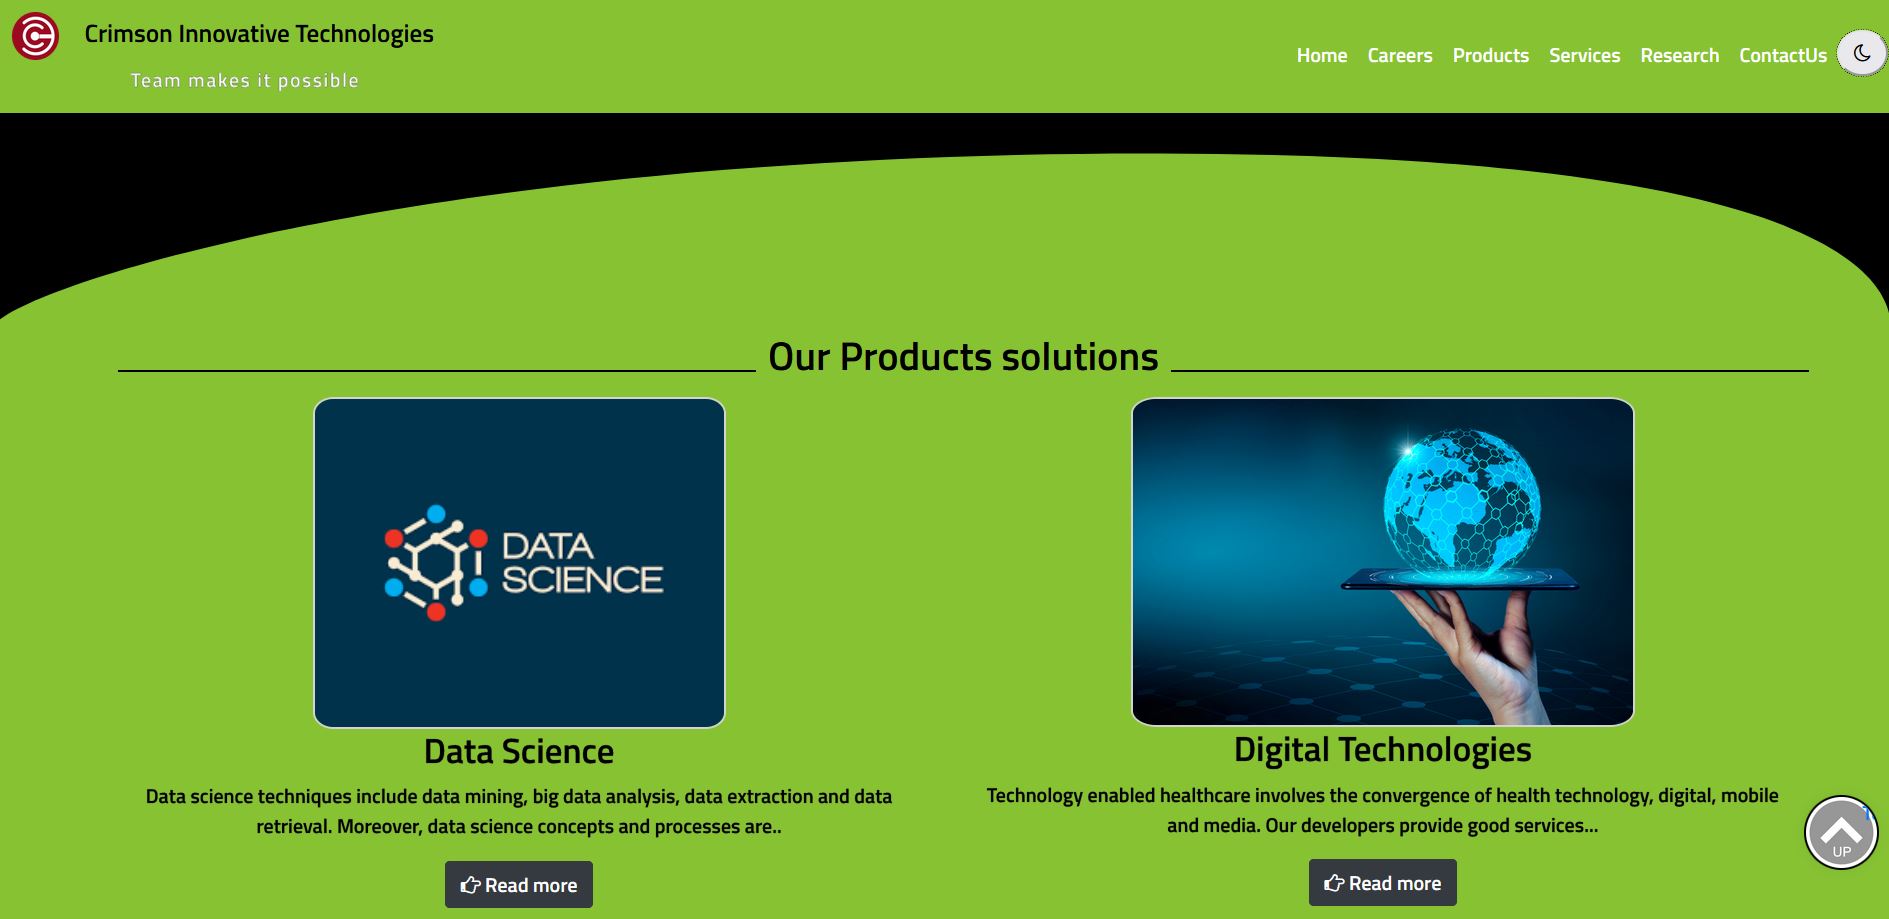 Crimson Innovative Technologies
Team makes it possible
Home Careers Products Services Research ContactUs
Our Products solutions
DATA
SCIENCE
Data Science
Data science techniques include data mining, big data analysis, data extraction and data
retrieval. Moreover, data science concepts and processes are..
Read more
Digital Technologies
Technology enabled healthcare involves the convergence of health technology, digital, mobile
and media. Our developers provide good services...
Read more
UP